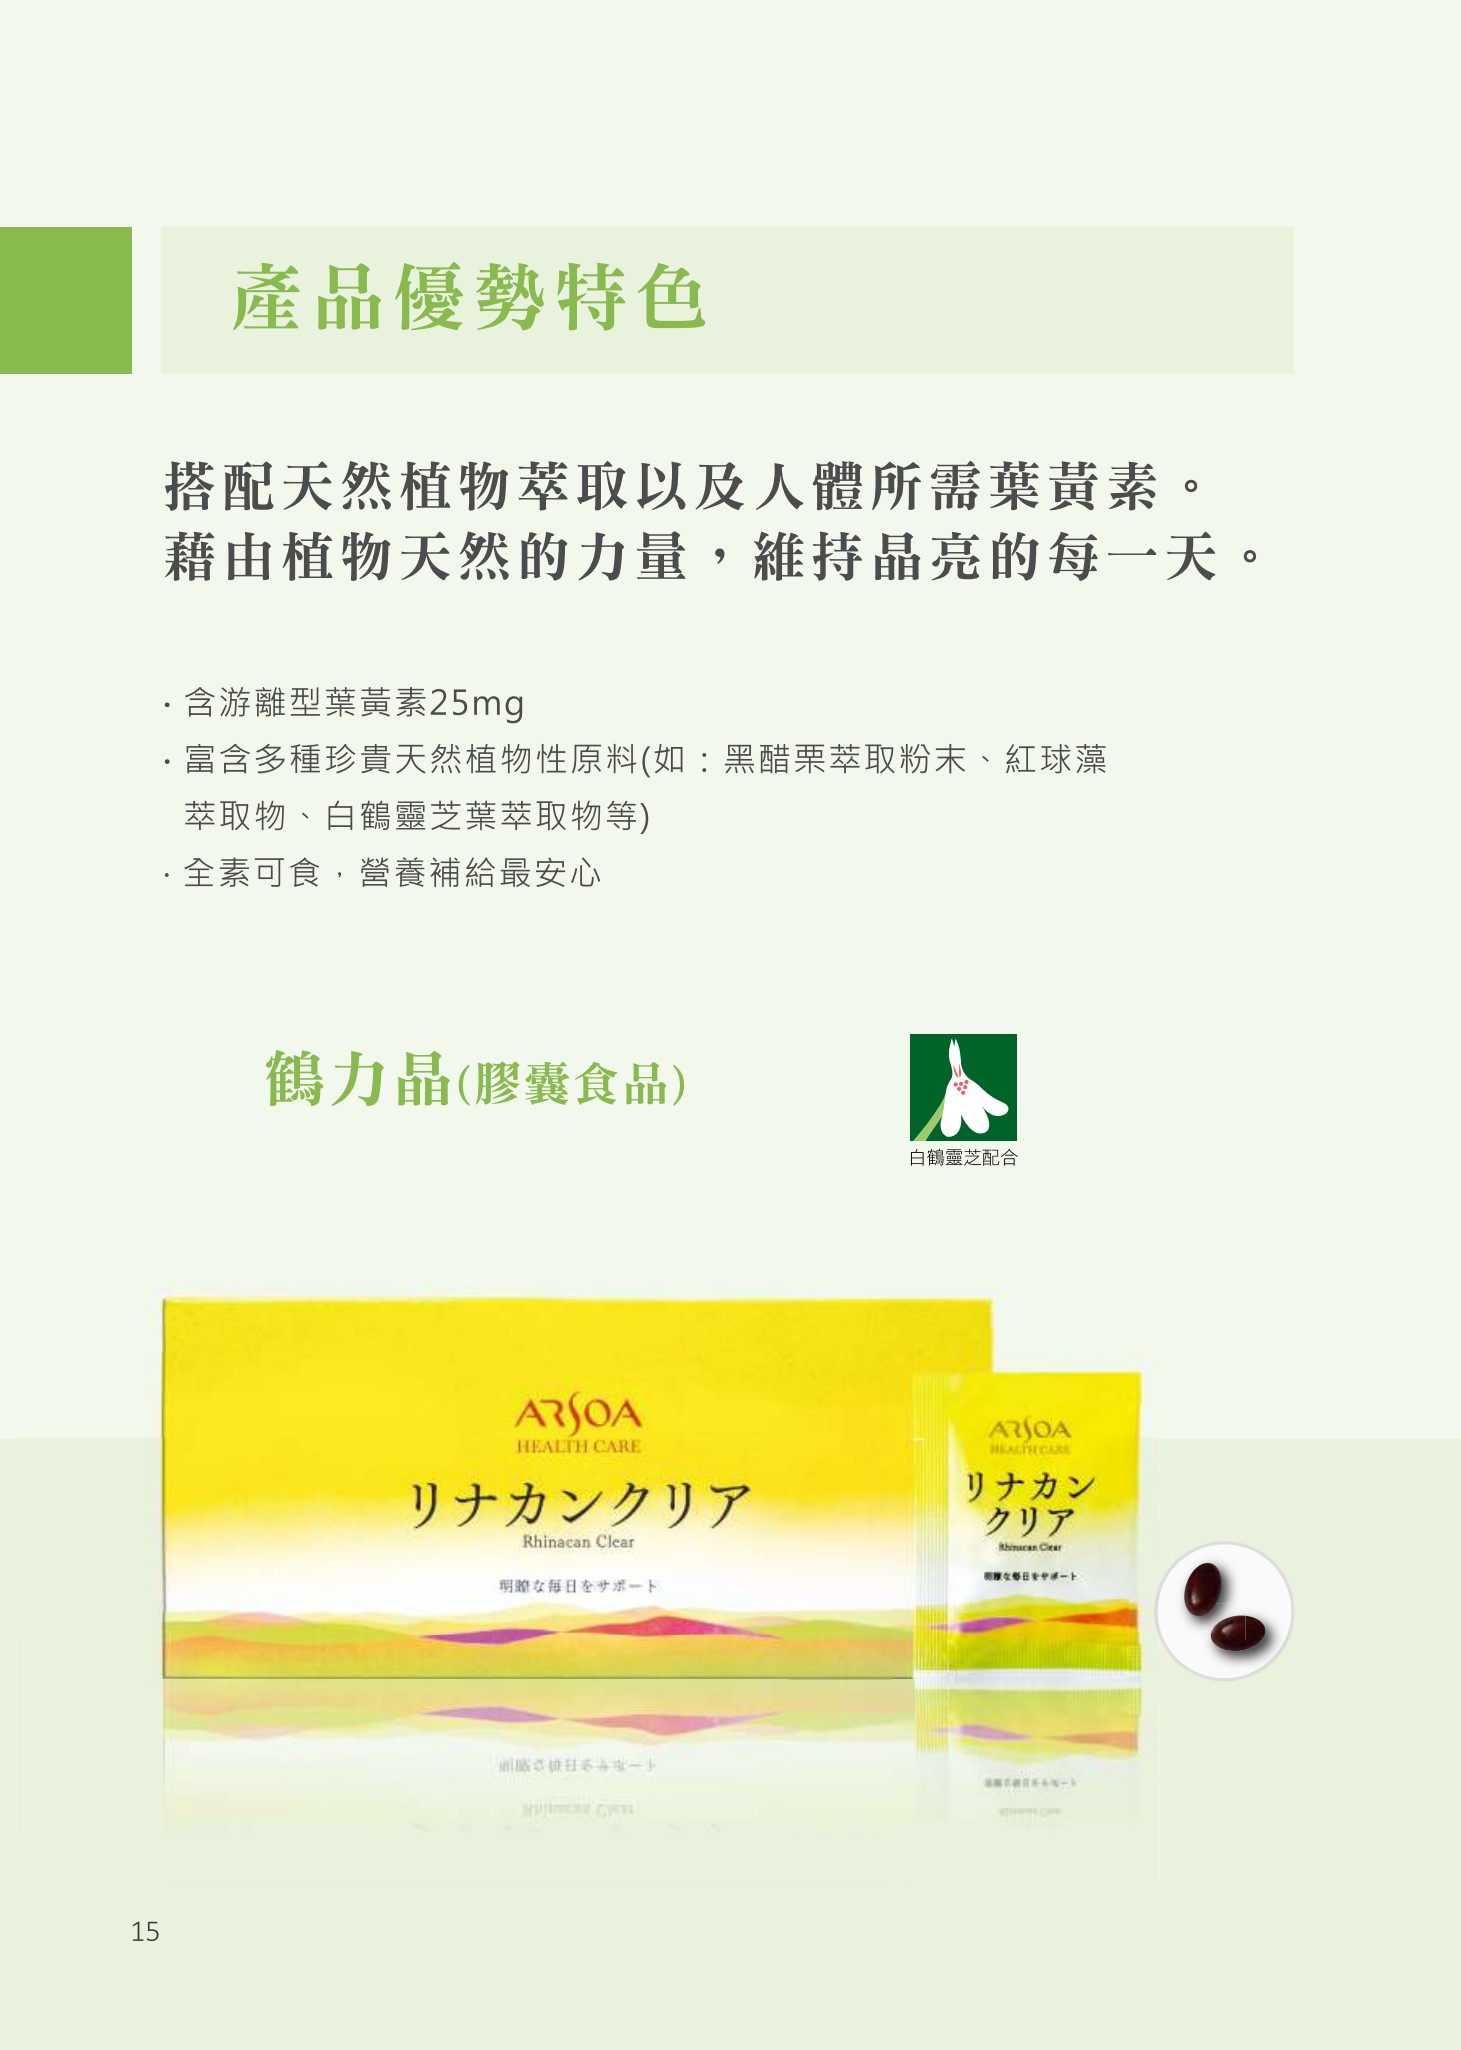 產品優勢特色
搭配天然植物萃取以及人體所需葉黃素。
藉由植物天然的力量，維持晶亮的每一天。
·含游離型葉黃素25mg
·富含多種珍貴天然植物性原料(如：黑醋栗萃取粉末、紅球藻
萃取物、白鶴靈芝葉萃取物等)
·全素可食，營養補給最安心
鶴力晶(膠囊食品)
白鶴靈芝配合
ARSOA
HEALTH CARE
リナカンクリア
Rhinacan Clear
明瞭な毎日をサポート
ARSOA
HEALTH CARE
リナカン
クリア
Rhinacan Clear
明瞭な毎日をサポート
15